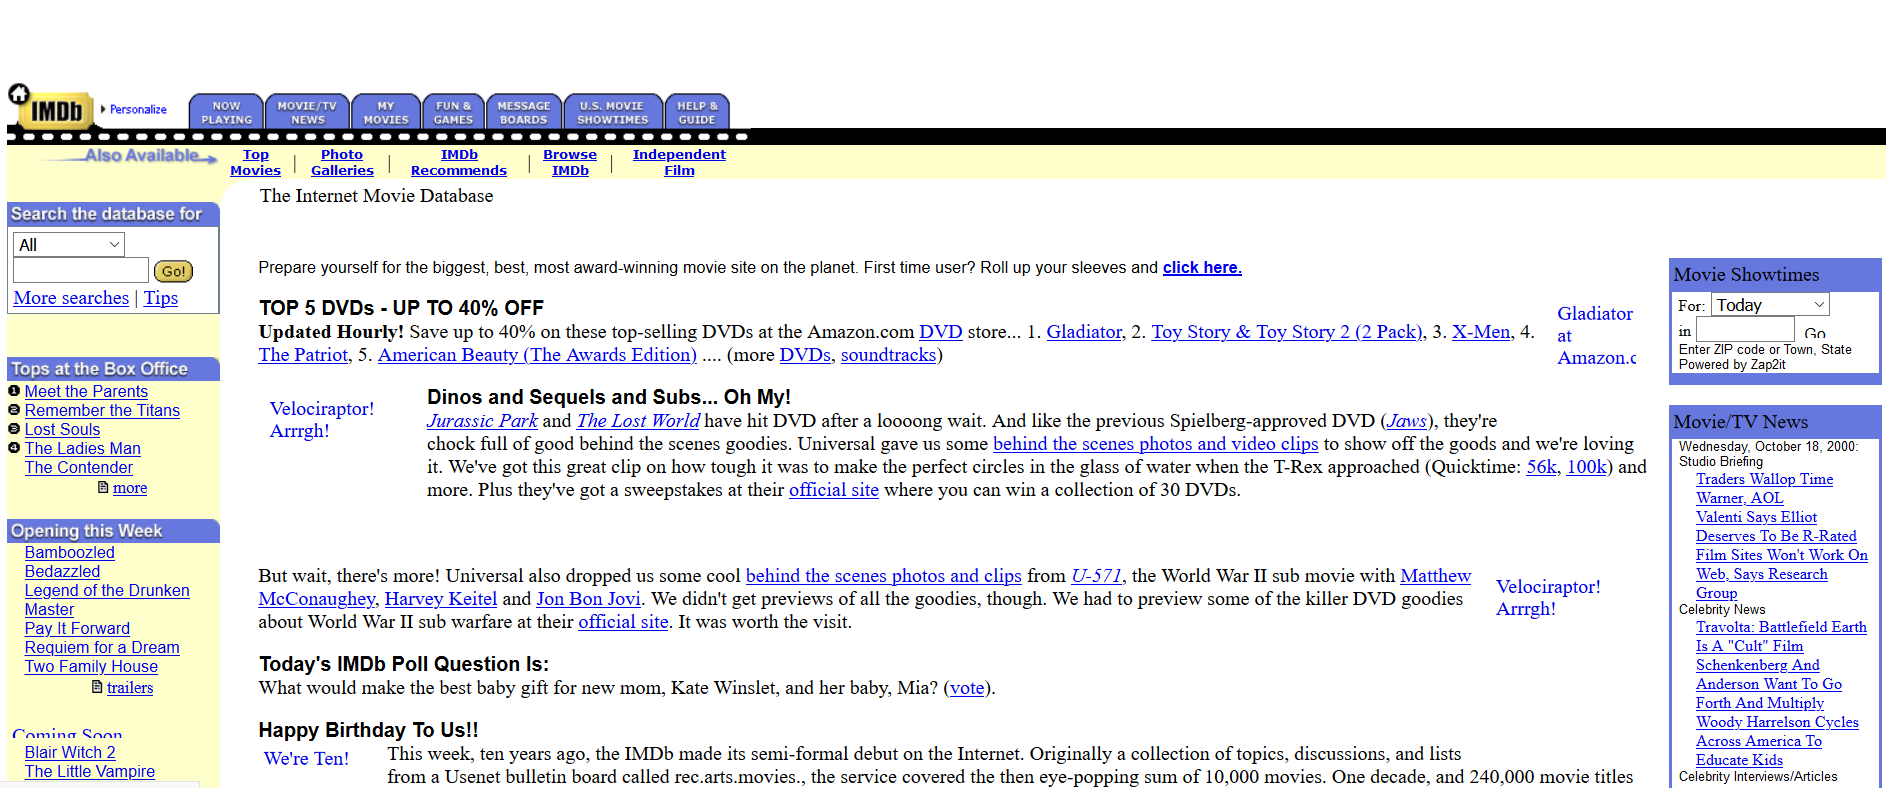 IMDb
Personalize
NOW PLAYING
MOVIE/TV NEWS
MY MOVIES
FUN & GAMES
MESSAGE BOARDS
U.S. MOVIE SHOWTIMES
HELP & GUIDE
Also Available
Top Movies
Photo Galleries
IMDb Recommends
Browse IMDb
Independent Film
The Internet Movie Database
Search the database for
All
Go!
More searches | Tips
Tops at the Box Office
1 Meet the Parents
2 Remember the Titans
3 Lost Souls
4 The Ladies Man
The Contender
more
Opening this Week
Bamboozled
Bedazzled
Legend of the Drunken
Master
Pay It Forward
Requiem for a Dream
Two Family House
trailers
Coming Soon
Blair Witch 2
The Little Vampire
Prepare yourself for the biggest, best, most award-winning movie site on the planet. First time user? Roll up your sleeves and click here.
TOP 5 DVDs - UP TO 40% OFF
Updated Hourly! Save up to 40% on these top-selling DVDs at the Amazon.com DVD store... 1. Gladiator, 2. Toy Story & Toy Story 2 (2 Pack), 3. X-Men, 4.
The Patriot, 5. American Beauty (The Awards Edition) .... (more DVDs, soundtracks)
Gladiator
at
Amazon.c
Velociraptor!
Arrrgh!
Dinos and Sequels and Subs... Oh My!
Jurassic Park and The Lost World have hit DVD after a loooong wait. And like the previous Spielberg-approved DVD (Jaws), they're
chock full of good behind the scenes goodies. Universal gave us some behind the scenes photos and video clips to show off the goods and we're loving
it. We've got this great clip on how tough it was to make the perfect circles in the glass of water when the T-Rex approached (Quicktime: 56k, 100k) and
more. Plus they've got a sweepstakes at their official site where you can win a collection of 30 DVDs.
But wait, there's more! Universal also dropped us some cool behind the scenes photos and clips from U-571, the World War II sub movie with Matthew
McConaughey, Harvey Keitel and Jon Bon Jovi. We didn't get previews of all the goodies, though. We had to preview some of the killer DVD goodies
about World War II sub warfare at their official site. It was worth the visit.
Velociraptor!
Arrrgh!
Today's IMDb Poll Question Is:
What would make the best baby gift for new mom, Kate Winslet, and her baby, Mia? (vote).
Happy Birthday To Us!!
We're Ten!
This week, ten years ago, the IMDb made its semi-formal debut on the Internet. Originally a collection of topics, discussions, and lists
from a Usenet bulletin board called rec.arts.movies., the service covered the then eye-popping sum of 10,000 movies. One decade, and 240,000 movie titles
Movie Showtimes
For: Today
in Go
Enter ZIP code or Town, State
Powered by Zap2it
Movie/TV News
Wednesday, October 18, 2000:
Studio Briefing
Traders Wallop Time
Warner, AOL
Valenti Says Elliot
Deserves To Be R-Rated
Film Sites Won't Work On
Web, Says Research
Group
Celebrity News
Travolta: Battlefield Earth
Is A "Cult" Film
Schenkenberg And
Anderson Want To Go
Forth And Multiply
Woody Harrelson Cycles
Across America To
Educate Kids
Celebrity Interviews/Articles